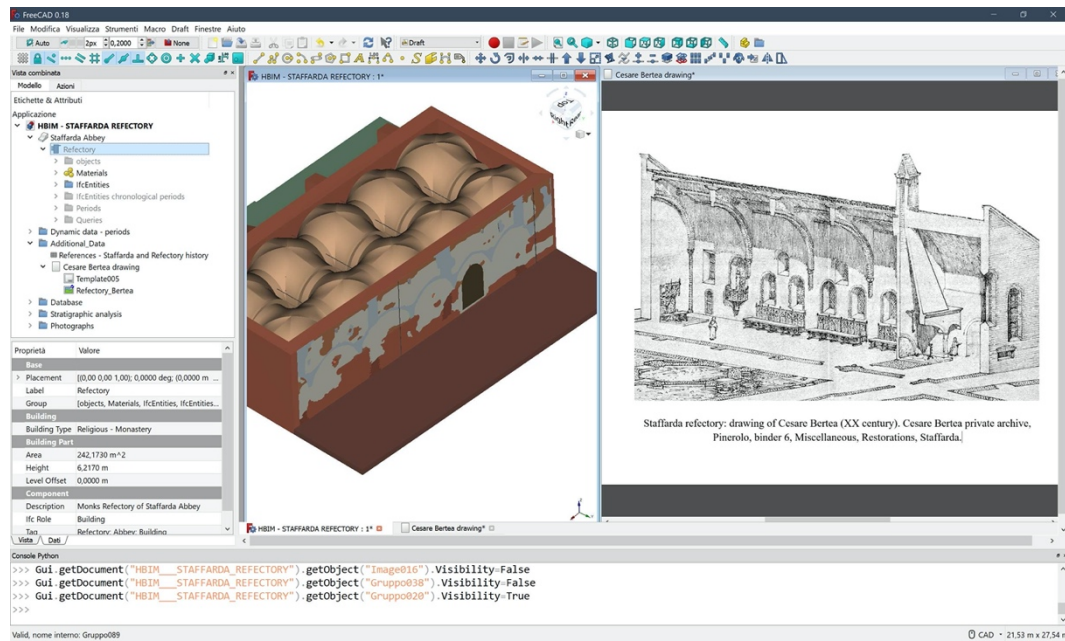 FreeCAD 0.18
File Modifica Visualizza Strumenti Macro Draft Finestre Aiuto
Auto 2px 0,2000 None Draft
Vista combinata
Modello Azioni
Etichette & Attributi
Applicazione
HBIM - STAFFARDA REFECTORY
Staffarda Abbey
Refectory
objects
Materials
IfcEntities
IfcEntities chronological periods
Periods
Queries
Dynamic data - periods
Additional_Data
References - Staffarda and Refectory history
Cesare Bertea drawing
Template005
Refectory_Bertea
Database
Stratigraphic analysis
Photographs
Proprietà Valore
Base
Placement [(0,00 0,00 1,00); 0,0000 deg; (0,0000 m ...
Label Refectory
Group [objects, Materials, IfcEntities, IfcEntities...
Building
Building Type Religious - Monastery
Building Part
Area 242,1730 m^2
Height 6,2170 m
Level Offset 0,0000 m
Component
Description Monks Refectory of Staffarda Abbey
Ifc Role Building
Tag Refectory: Abbey: Building
Vista Dati
HBIM - STAFFARDA REFECTORY : 1*
Cesare Bertea drawing*
Staffarda refectory: drawing of Cesare Bertea (XX century). Cesare Bertea private archive,
Pinerolo, binder 6, Miscellaneous, Restorations, Staffarda.
HBIM - STAFFARDA REFECTORY : 1* Cesare Bertea drawing*
Console Python
>>> Gui.getDocument("HBIM___STAFFARDA_REFECTORY").getObject("Image016").Visibility=False
>>> Gui.getDocument("HBIM___STAFFARDA_REFECTORY").getObject("Gruppo038").Visibility=False
>>> Gui.getDocument("HBIM___STAFFARDA_REFECTORY").getObject("Gruppo020").Visibility=True
>>>
Valid, nome interno: Gruppo089
CAD 21,53 m x 27,54 m